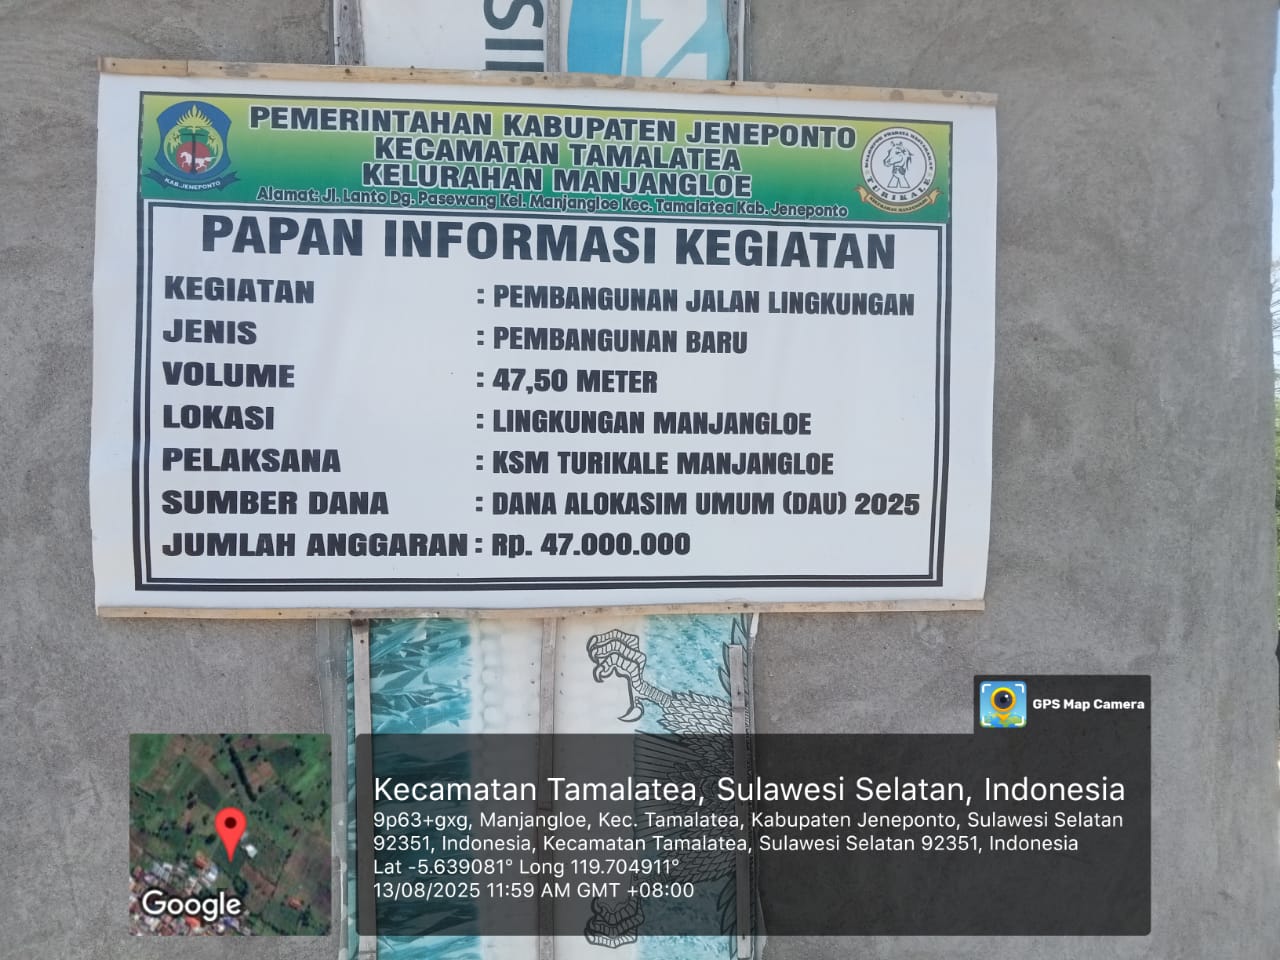 PEMERINTAHAN KABUPATEN JENEPONTO
KECAMATAN TAMALATEA
KELURAHAN MANJANGLOE
Alamat: Jl. Lanto Dg. Pasewang Kel. Manjangloe Kec. Tamalatea Kab. Jeneponto
KAB. JENEPONTO
TURIKALE
PAPAN INFORMASI KEGIATAN
KEGIATAN : PEMBANGUNAN JALAN LINGKUNGAN
JENIS : PEMBANGUNAN BARU
VOLUME : 47,50 METER
LOKASI : LINGKUNGAN MANJANGLOE
PELAKSANA : KSM TURIKALE MANJANGLOE
SUMBER DANA : DANA ALOKASIM UMUM (DAU) 2025
JUMLAH ANGGARAN : Rp. 47.000.000
GPS Map Camera
Kecamatan Tamalatea, Sulawesi Selatan, Indonesia
9p63+gxg, Manjangloe, Kec. Tamalatea, Kabupaten Jeneponto, Sulawesi Selatan
92351, Indonesia, Kecamatan Tamalatea, Sulawesi Selatan 92351, Indonesia
Lat -5.639081° Long 119.704911°
13/08/2025 11:59 AM GMT +08:00
Google